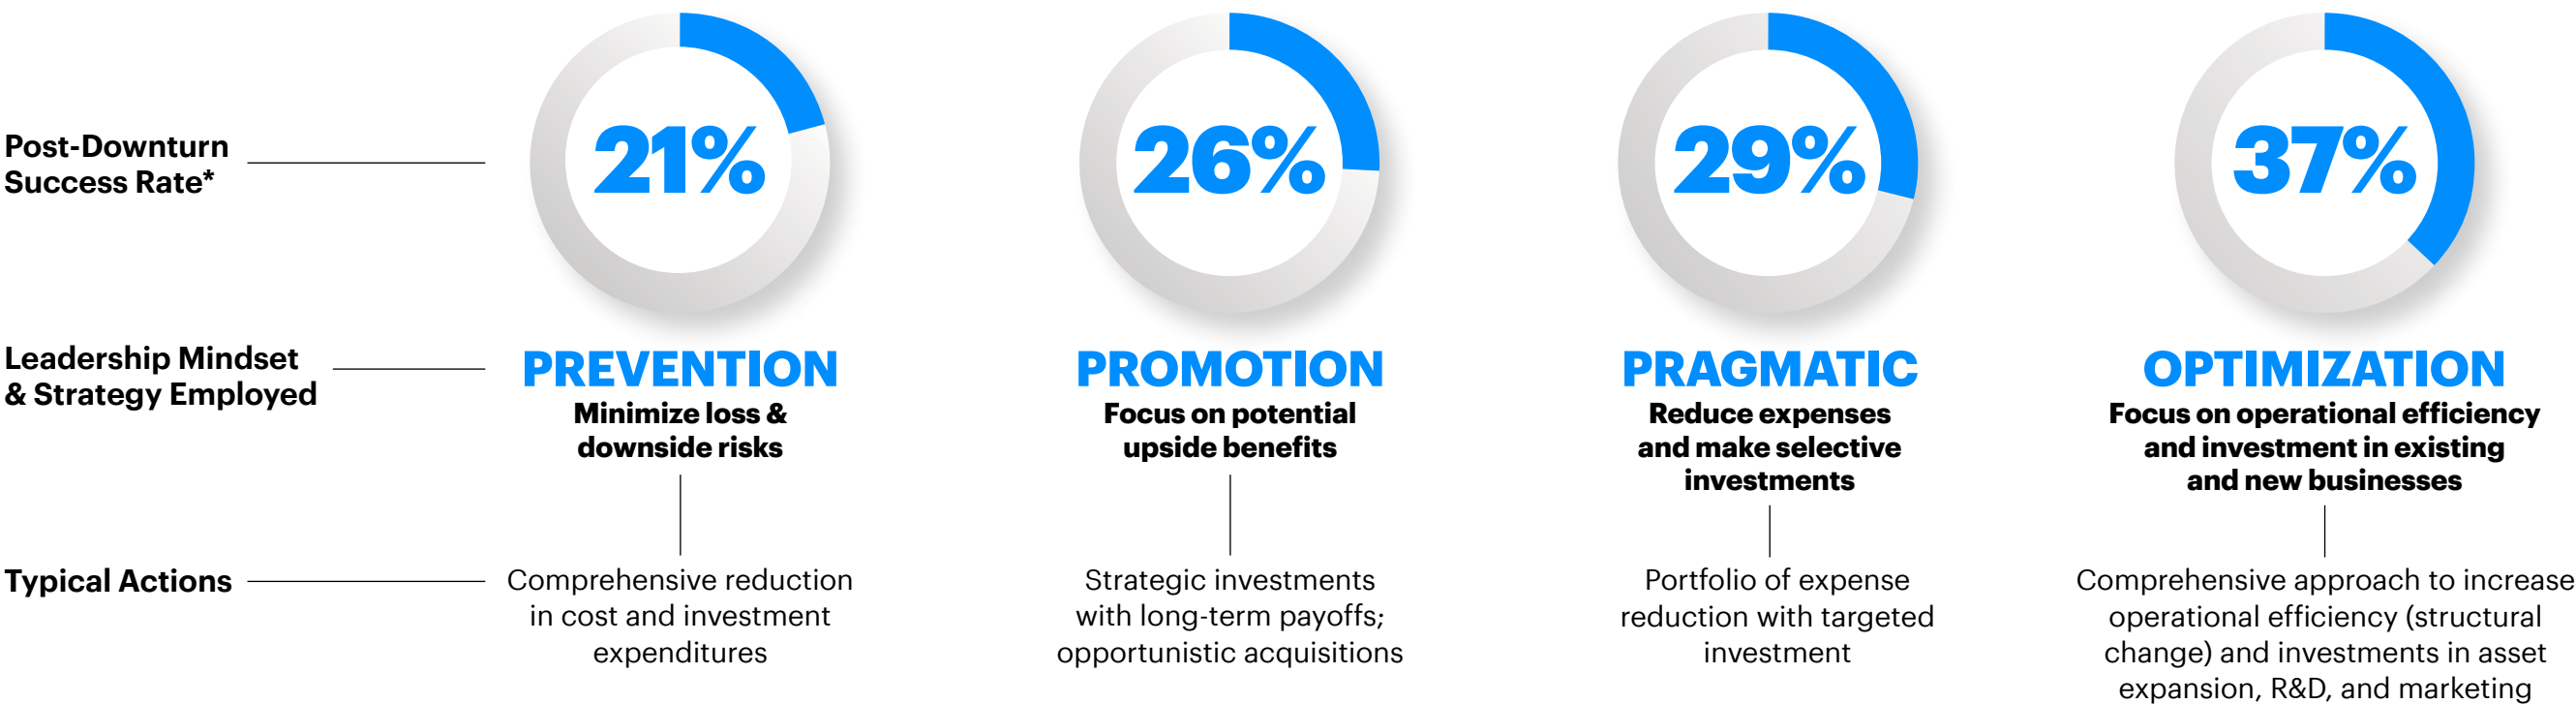 Post-Downturn
Success Rate*
21%
26%
29%
37%
Leadership Mindset
& Strategy Employed
PREVENTION
Minimize loss &
downside risks
PROMOTION
Focus on potential
upside benefits
PRAGMATIC
Reduce expenses
and make selective
investments
OPTIMIZATION
Focus on operational efficiency
and investment in existing
and new businesses
Typical Actions
Comprehensive reduction
in cost and investment
expenditures
Strategic investments
with long-term payoffs;
opportunistic acquisitions
Portfolio of expense
reduction with targeted
investment
Comprehensive approach to increase
operational efficiency (structural
change) and investments in asset
expansion, R&D, and marketing